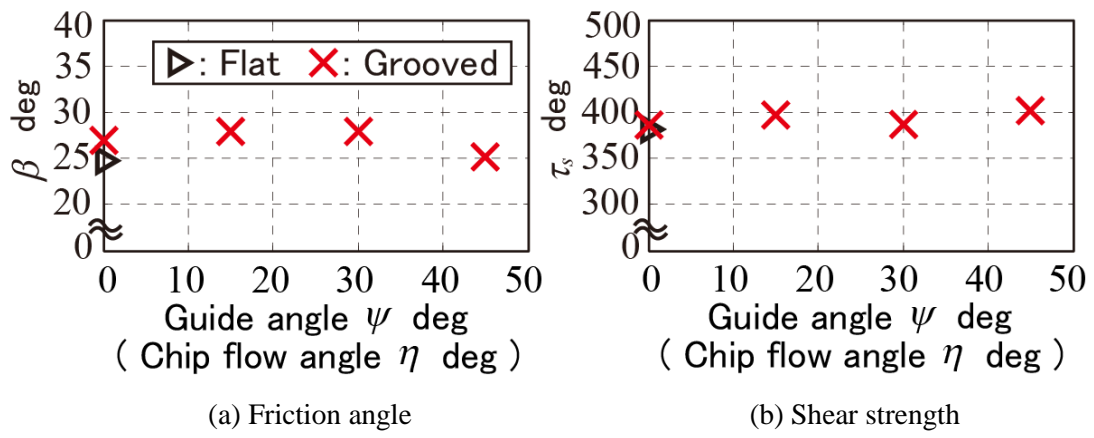 40
35
30
25
20
0
β deg
▷: Flat ×: Grooved
0 10 20 30 40 50
Guide angle ψ deg
( Chip flow angle η deg )
(a) Friction angle
500
450
400
350
300
0
τs deg
0 10 20 30 40 50
Guide angle ψ deg
( Chip flow angle η deg )
(b) Shear strength